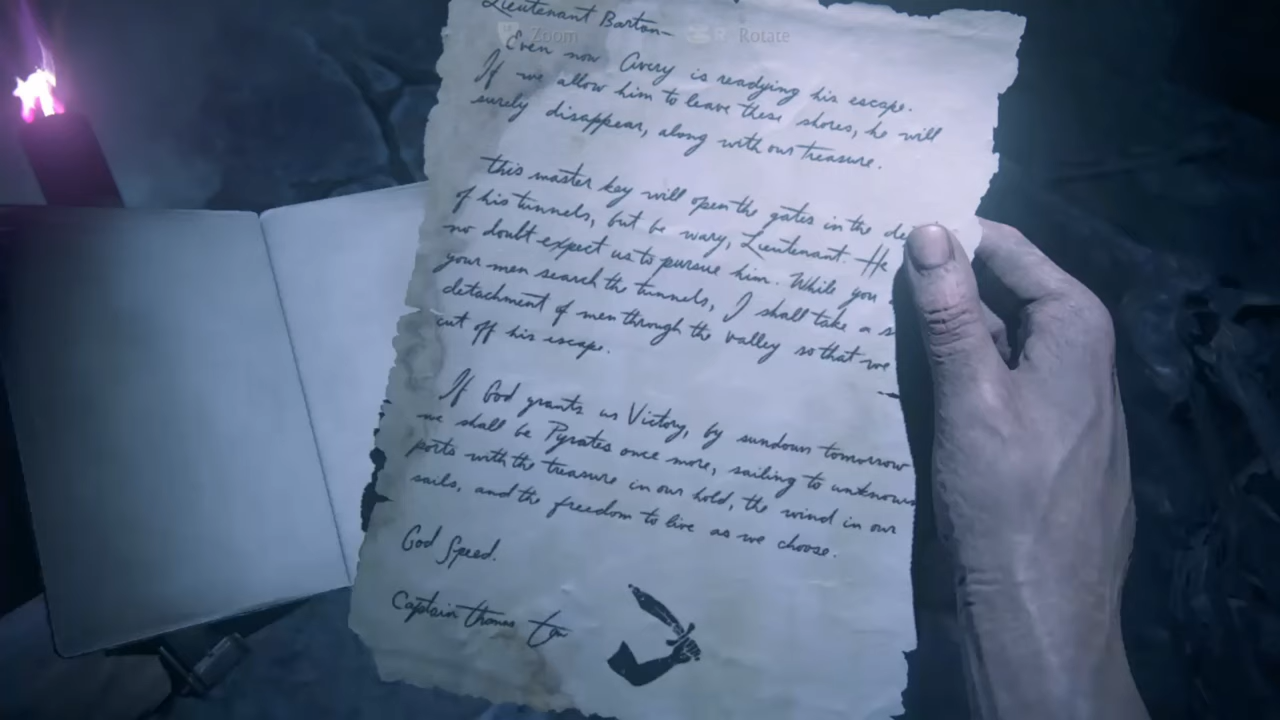 Lieutenant Barton-
Zoom
Rotate
Even now Avery is readying his escape.
If we allow him to leave these shores, he will
surely disappear, along with our treasure.
this master key will open the gates in the
of his tunnels, but be wary, Lieutenant. He
no doubt expect us to pursue him. While you
your men search the tunnels, I shall take a
detachment of men through the valley so that we
cut off his escape.
If God grants us Victory, by sundown tomorrow
we shall be Pyrates once more, sailing to unknown
ports with the treasure in our hold, the wind in our
sails, and the freedom to live as we choose.
God Speed.
Captain Thomas Tew